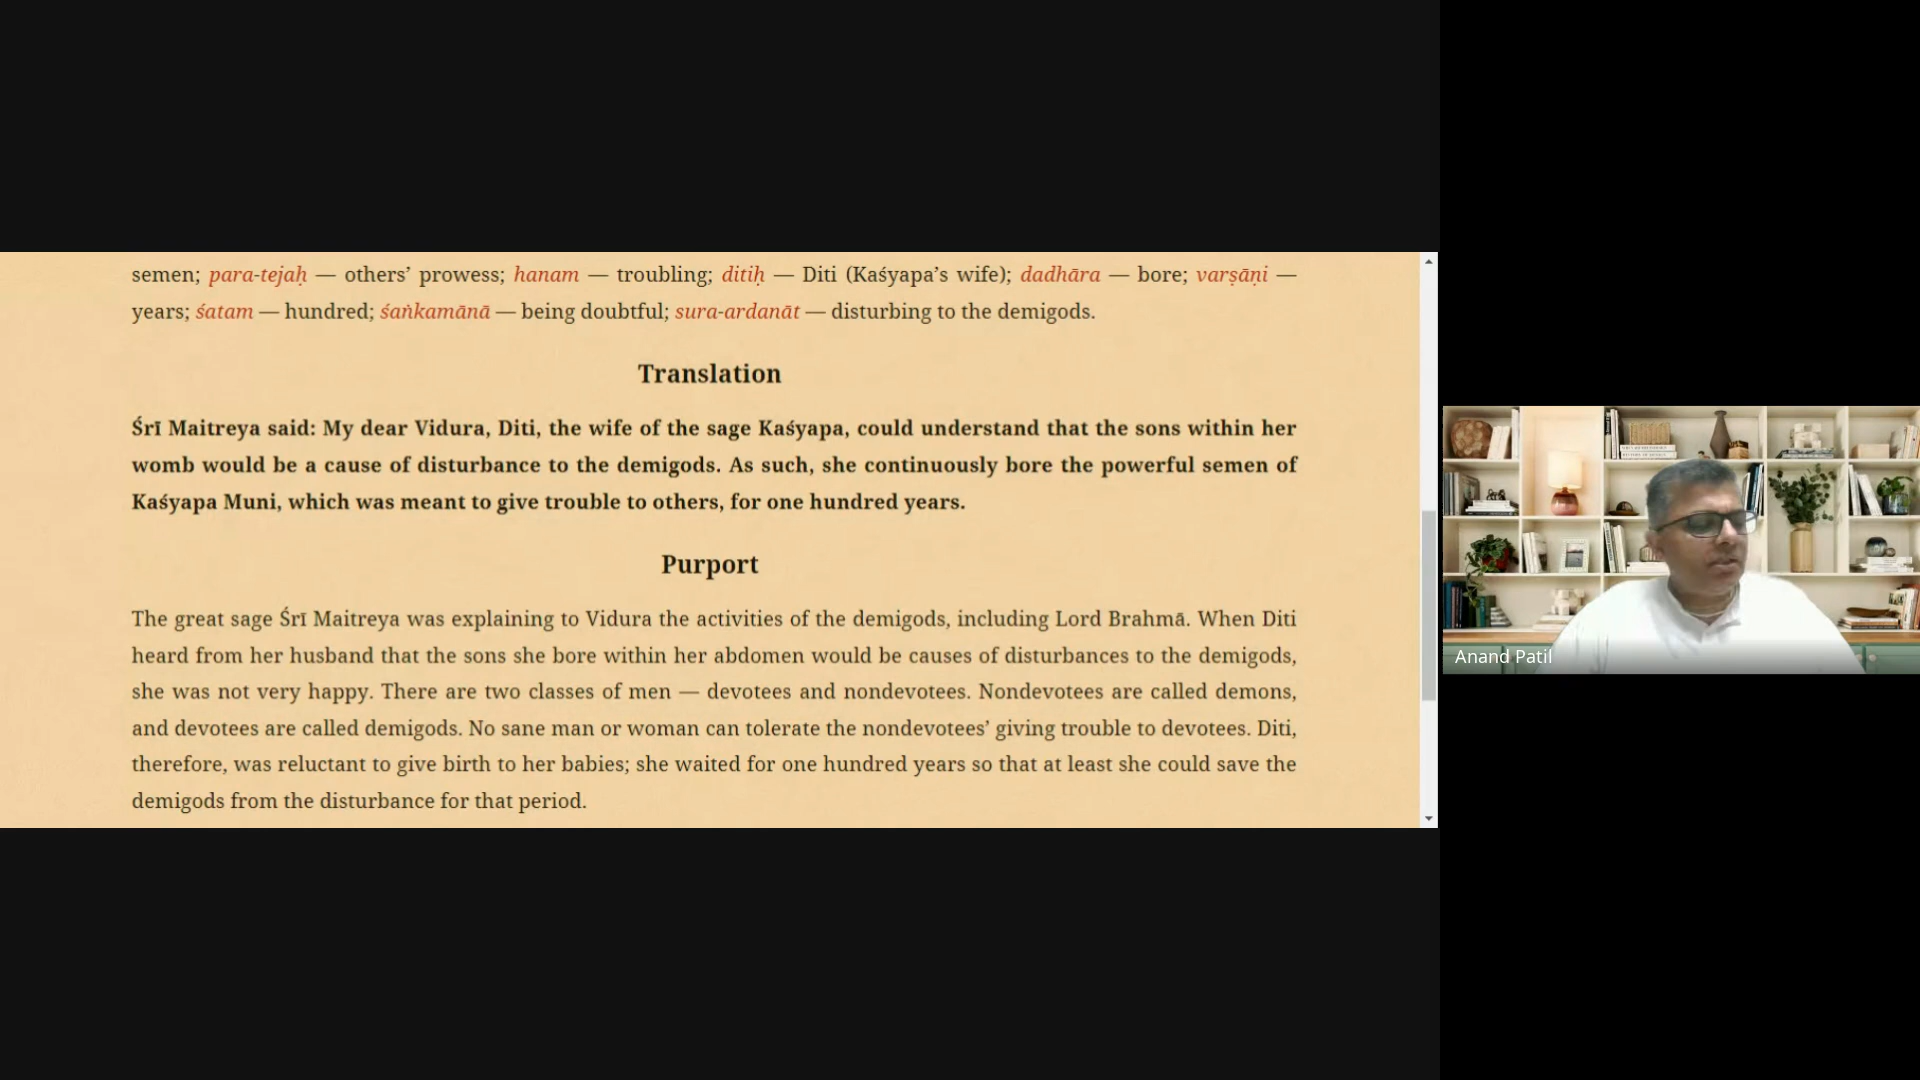 semen; para-tejaḥ — others’ prowess; hanam — troubling; ditiḥ — Diti (Kaśyapa’s wife); dadhāra — bore; varṣāṇi —
years; śatam — hundred; śaṅkamānā — being doubtful; sura-ardanāt — disturbing to the demigods.
Translation
Śrī Maitreya said: My dear Vidura, Diti, the wife of the sage Kaśyapa, could understand that the sons within her
womb would be a cause of disturbance to the demigods. As such, she continuously bore the powerful semen of
Kaśyapa Muni, which was meant to give trouble to others, for one hundred years.
Purport
The great sage Śrī Maitreya was explaining to Vidura the activities of the demigods, including Lord Brahmā. When Diti
heard from her husband that the sons she bore within her abdomen would be causes of disturbances to the demigods,
she was not very happy. There are two classes of men — devotees and nondevotees. Nondevotees are called demons,
and devotees are called demigods. No sane man or woman can tolerate the nondevotees’ giving trouble to devotees. Diti,
therefore, was reluctant to give birth to her babies; she waited for one hundred years so that at least she could save the
demigods from the disturbance for that period.
Anand Patil